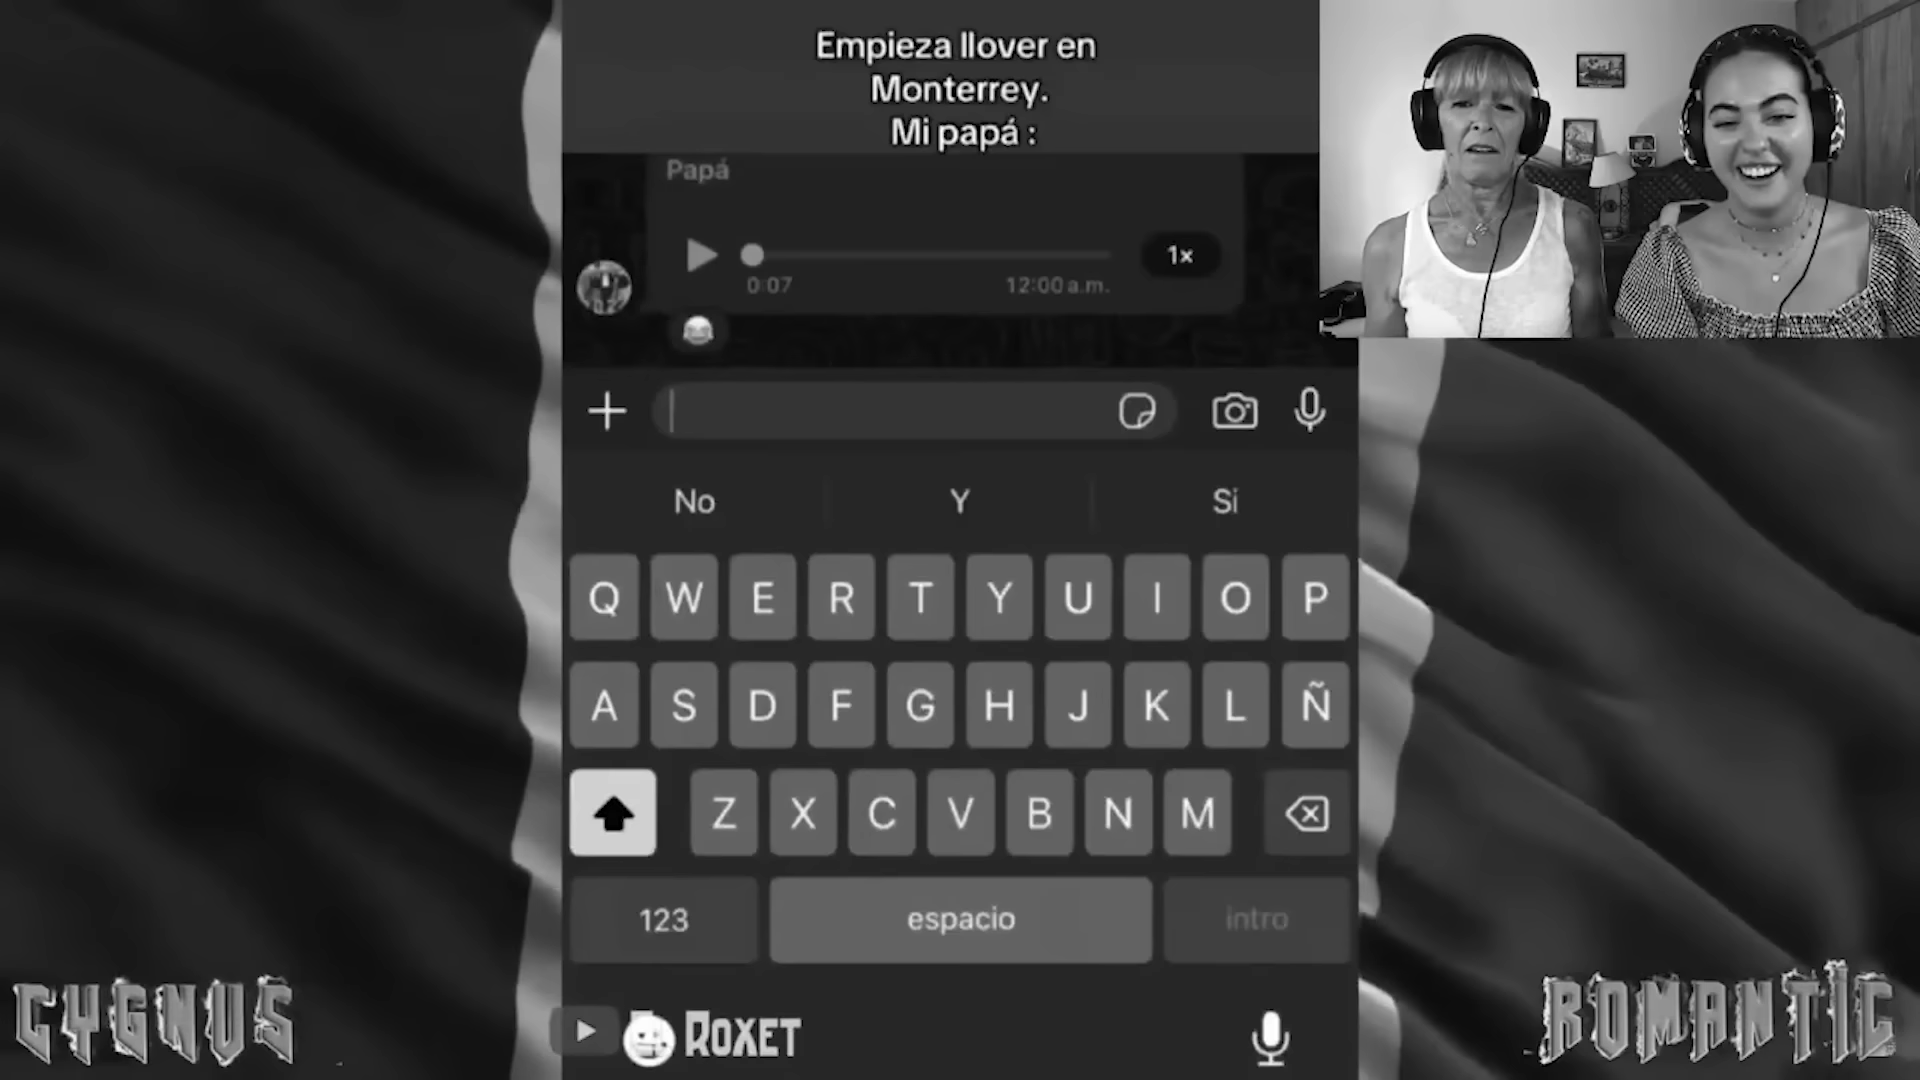 Empieza llover en
Monterrey.
Mi papá :
Papá
1x
0:07 12:00 a.m.
No Y Si
Q W E R T Y U I O P
A S D F G H J K L Ñ
Z X C V B N M
123 espacio intro
CYGNUS ROXET ROMANTIC